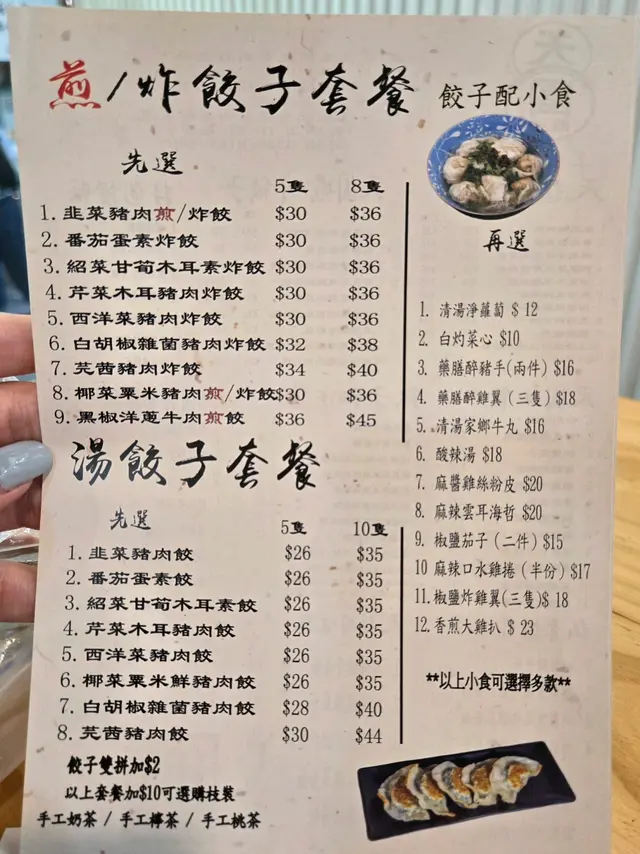 煎/炸餃子套餐 餃子配小食
先選
5隻 8隻
1. 韭菜豬肉煎/炸餃 $30 $36
2. 番茄蛋素炸餃 $30 $36
3. 紹菜甘荀木耳素炸餃 $30 $36
4. 芹菜木耳豬肉炸餃 $30 $36
5. 西洋菜豬肉炸餃 $30 $36
6. 白胡椒雜菌豬肉炸餃 $32 $38
7. 芫茜豬肉炸餃 $34 $40
8. 椰菜粟米豬肉煎/炸餃 $30 $36
9. 黑椒洋蔥牛肉煎餃 $36 $45
湯餃子套餐
先選
5隻 10隻
1. 韭菜豬肉餃 $26 $35
2. 番茄蛋素餃 $26 $35
3. 紹菜甘荀木耳素餃 $26 $35
4. 芹菜木耳豬肉餃 $26 $35
5. 西洋菜豬肉餃 $26 $35
6. 椰菜粟米鮮豬肉餃 $26 $35
7. 白胡椒雜菌豬肉餃 $28 $40
8. 芫茜豬肉餃 $30 $44
餃子雙拼加$2
以上套餐加$10可選購枝裝
手工奶茶 / 手工檸茶 / 手工桃茶
再選
1. 清湯淨蘿蔔 $ 12
2. 白灼菜心 $10
3. 藥膳醉豬手(兩件) $16
4. 藥膳醉雞翼 (三隻) $18
5. 清湯家鄉牛丸 $16
6. 酸辣湯 $18
7. 麻醬雞絲粉皮 $20
8. 麻辣雲耳海哲 $20
9. 椒鹽茄子 (二件) $15
10 麻辣口水雞捲 (半份) $17
11. 椒鹽炸雞翼(三隻)$ 18
12. 香煎大雞扒 $ 23
**以上小食可選擇多款**